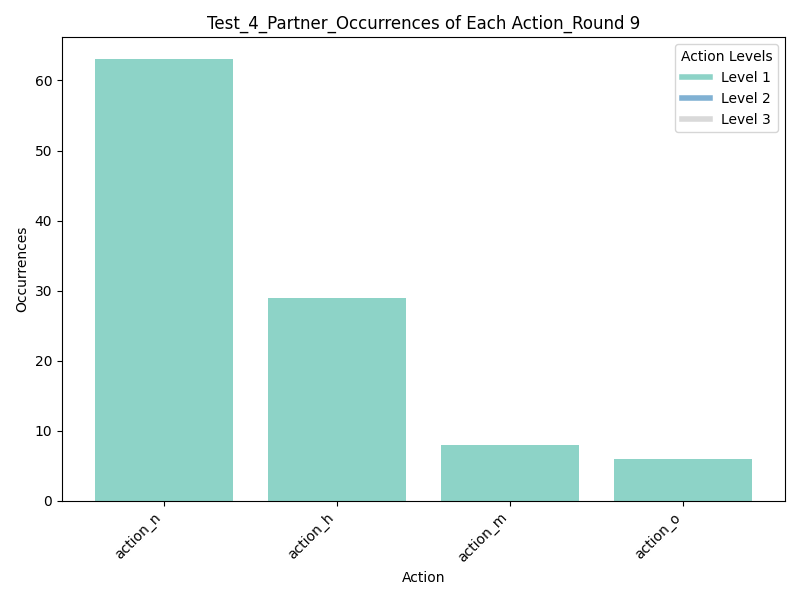 Test_4_Partner_Occurrences of Each Action_Round 9
Action Levels
Level 1
Level 2
Level 3
Occurrences
60
50
40
30
20
10
0
action_n
action_h
action_m
action_o
Action